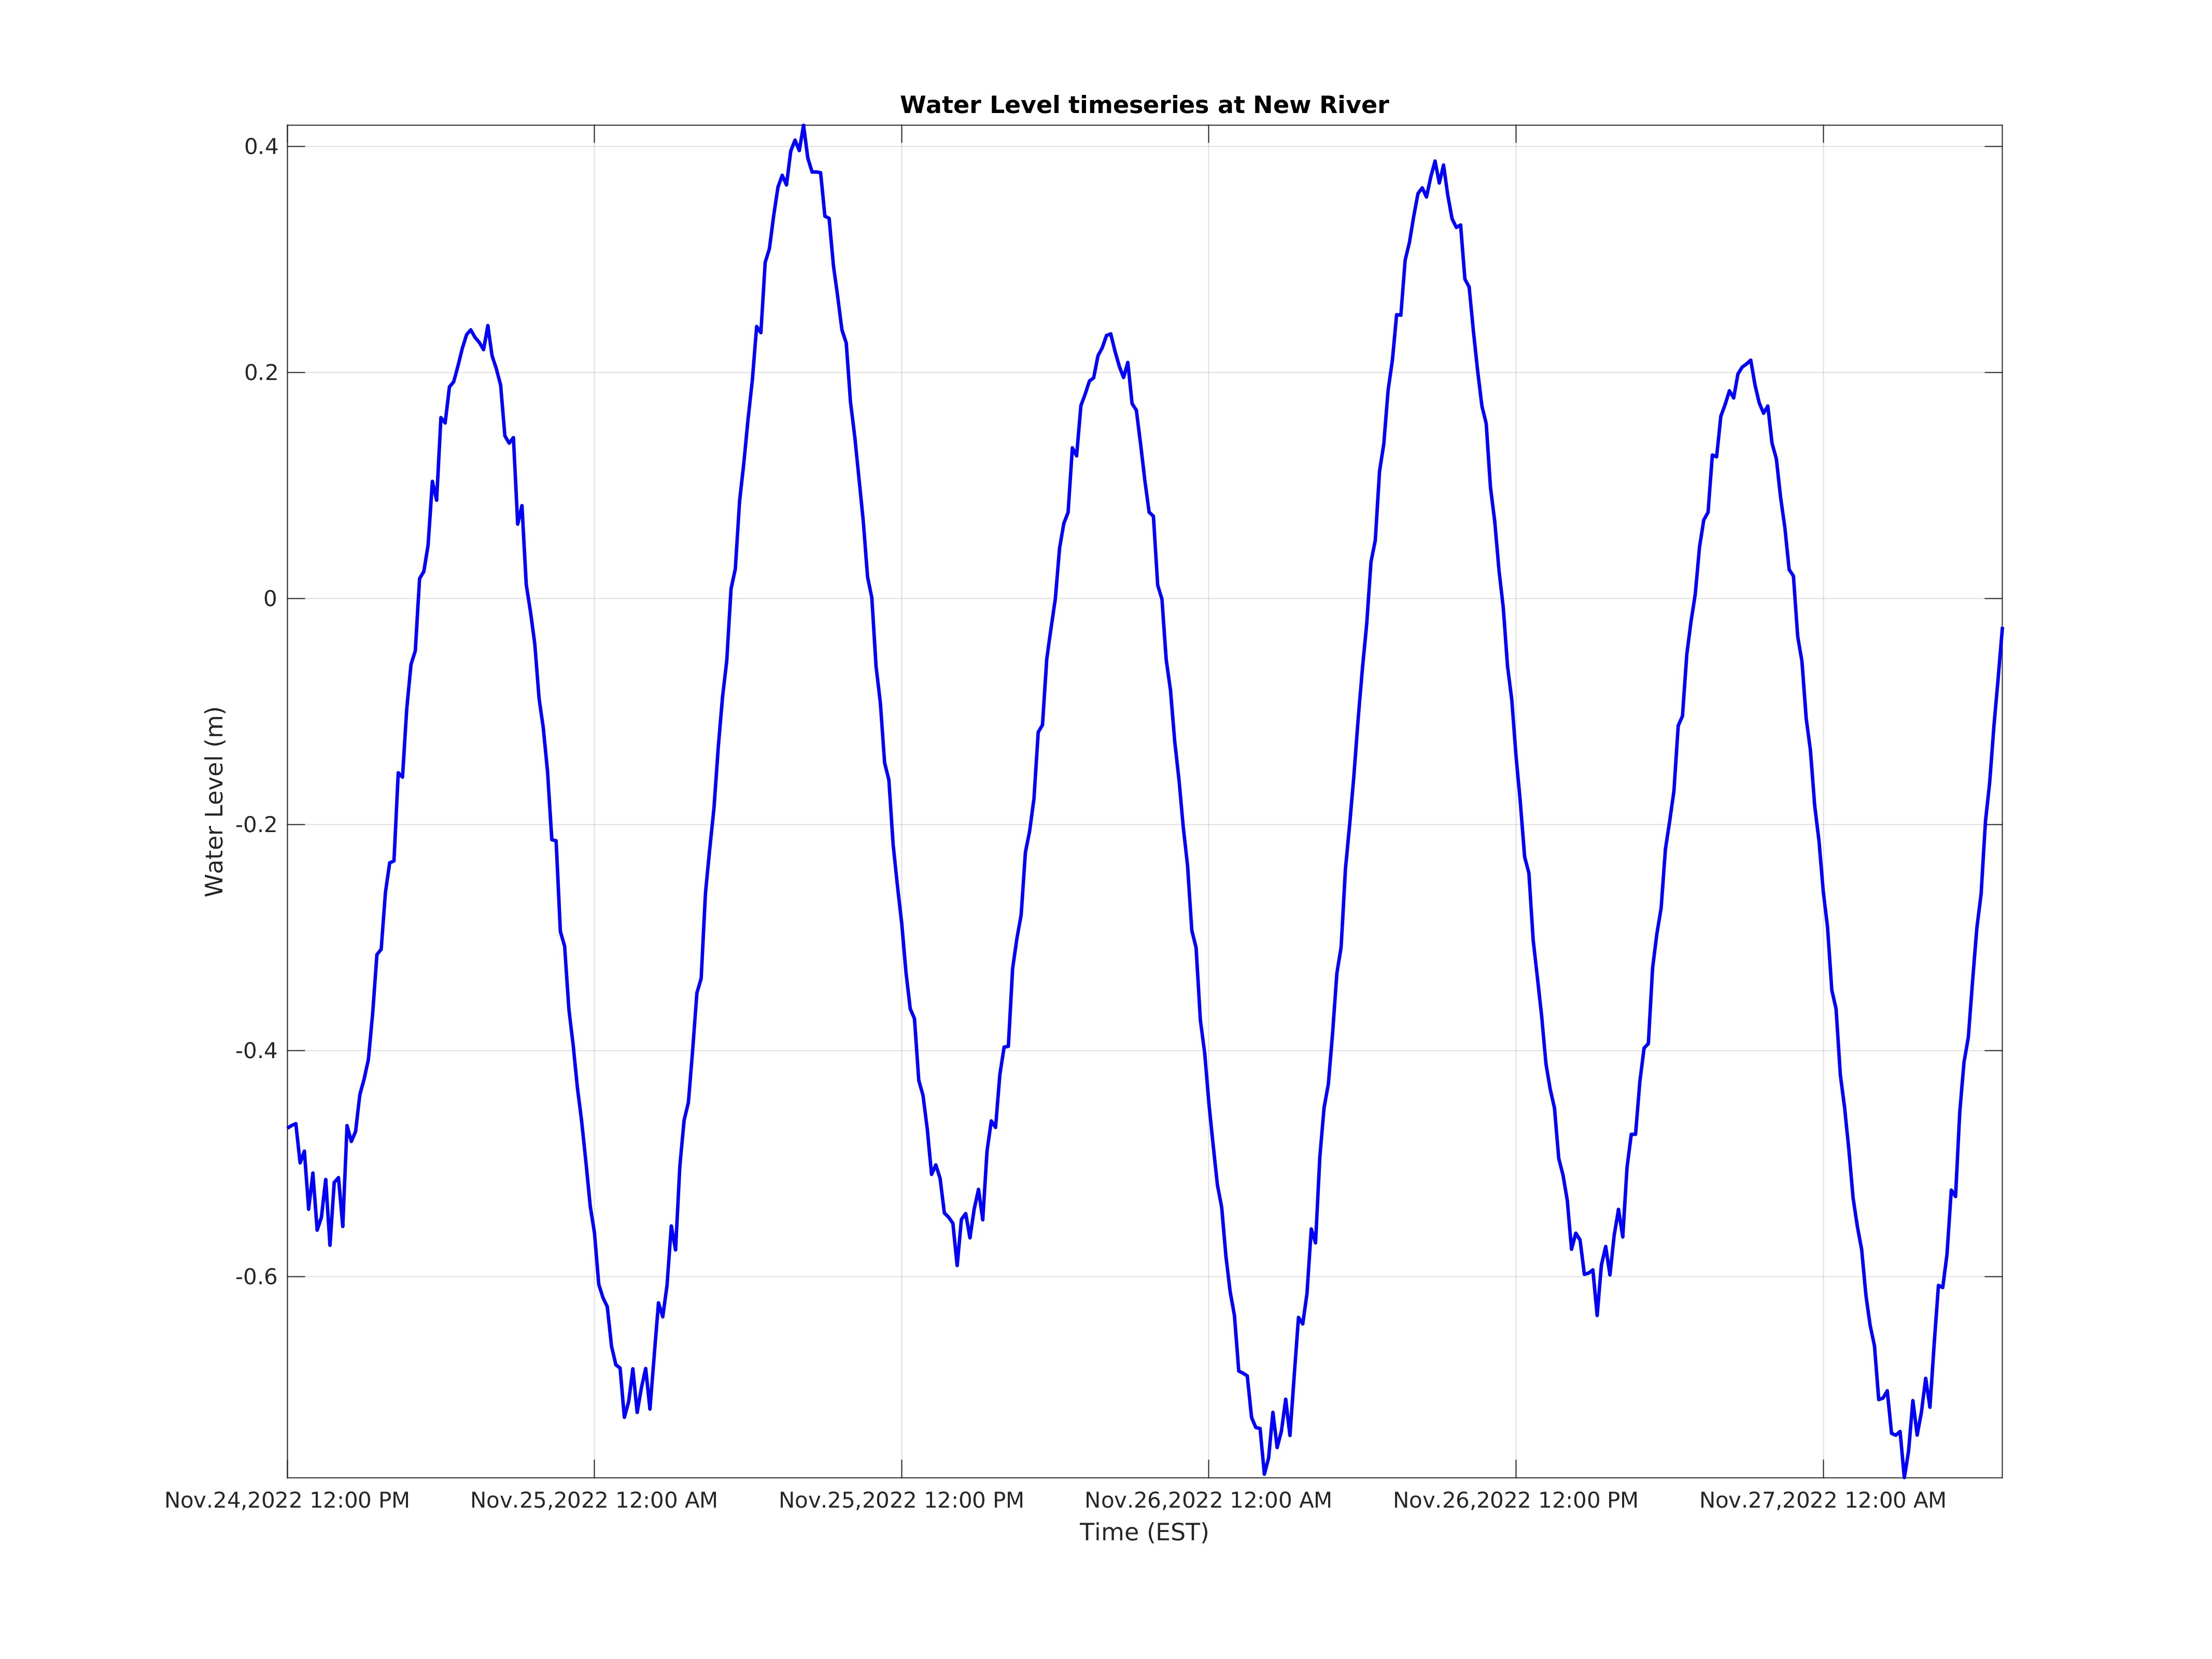 Water Level timeseries at New River
0.4
0.2
0
-0.2
-0.4
-0.6
Water Level (m)
Nov.24,2022 12:00 PM
Nov.25,2022 12:00 AM
Nov.25,2022 12:00 PM
Nov.26,2022 12:00 AM
Nov.26,2022 12:00 PM
Nov.27,2022 12:00 AM
Time (EST)